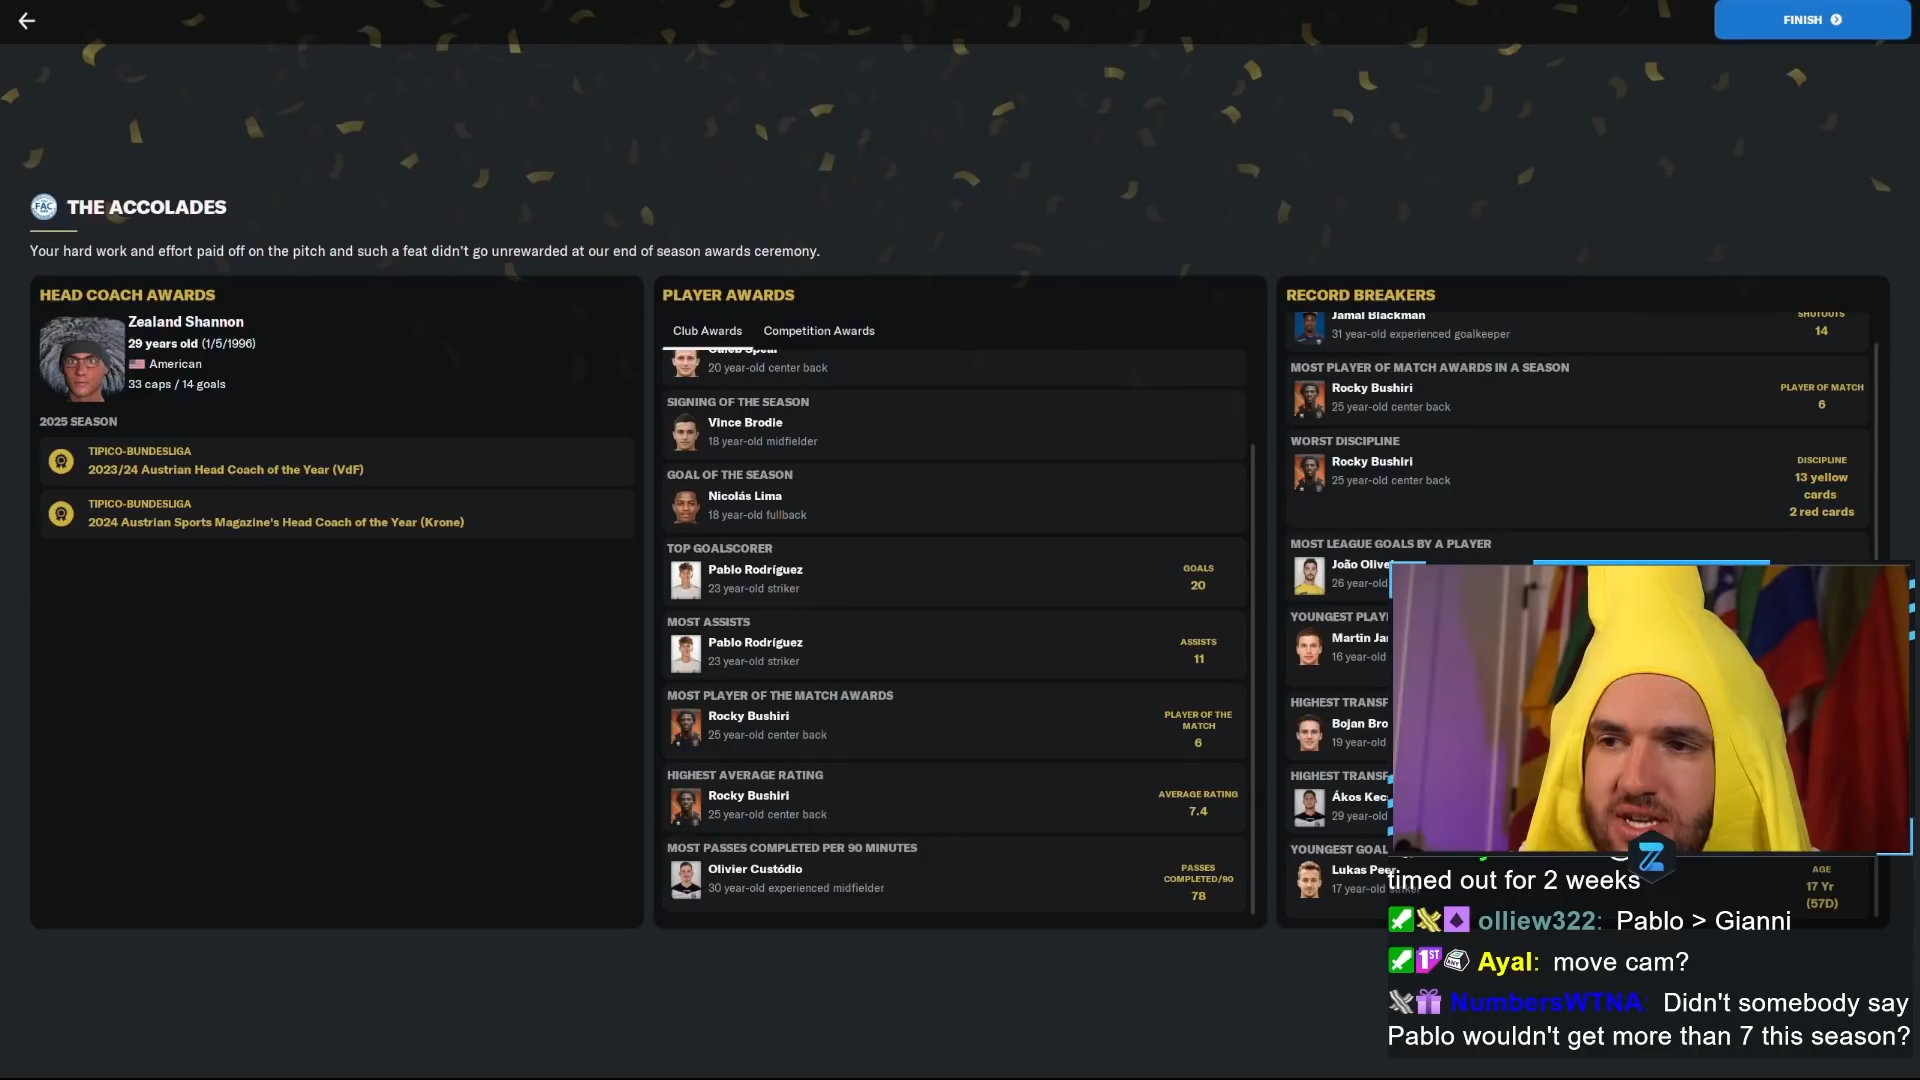 FINISH
FAC
THE ACCOLADES
Your hard work and effort paid off on the pitch and such a feat didn't go unrewarded at our end of season awards ceremony.
HEAD COACH AWARDS
Zealand Shannon
29 years old (1/5/1996)
American
33 caps / 14 goals
2025 SEASON
TIPICO-BUNDESLIGA
2023/24 Austrian Head Coach of the Year (VdF)
TIPICO-BUNDESLIGA
2024 Austrian Sports Magazine's Head Coach of the Year (Krone)
PLAYER AWARDS
Club Awards Competition Awards
Caleb Spear
20 year-old center back
SIGNING OF THE SEASON
Vince Brodie
18 year-old midfielder
GOAL OF THE SEASON
Nicolás Lima
18 year-old fullback
TOP GOALSCORER
Pablo Rodríguez
23 year-old striker
GOALS
20
MOST ASSISTS
Pablo Rodríguez
23 year-old striker
ASSISTS
11
MOST PLAYER OF THE MATCH AWARDS
Rocky Bushiri
25 year-old center back
PLAYER OF THE
MATCH
6
HIGHEST AVERAGE RATING
Rocky Bushiri
25 year-old center back
AVERAGE RATING
7.4
MOST PASSES COMPLETED PER 90 MINUTES
Olivier Custódio
30 year-old experienced midfielder
PASSES
COMPLETED/90
78
RECORD BREAKERS
Jamal Blackman
31 year-old experienced goalkeeper
SHUTOUTS
14
MOST PLAYER OF MATCH AWARDS IN A SEASON
Rocky Bushiri
25 year-old center back
PLAYER OF MATCH
6
WORST DISCIPLINE
Rocky Bushiri
25 year-old center back
DISCIPLINE
13 yellow
cards
2 red cards
MOST LEAGUE GOALS BY A PLAYER
João Olive
26 year-old
YOUNGEST PLAY
Martin Ja
16 year-old
HIGHEST TRANSF
Bojan Bro
19 year-old
HIGHEST TRANSF
Ákos Kec
29 year-old
YOUNGEST GOAL
Lukas Peer
17 year-old striker
AGE
17 Yr
(57D)
timed out for 2 weeks
olliew322: Pablo > Gianni
1ST Ayal: move cam?
NumbersWTNA: Didn't somebody say
Pablo wouldn't get more than 7 this season?